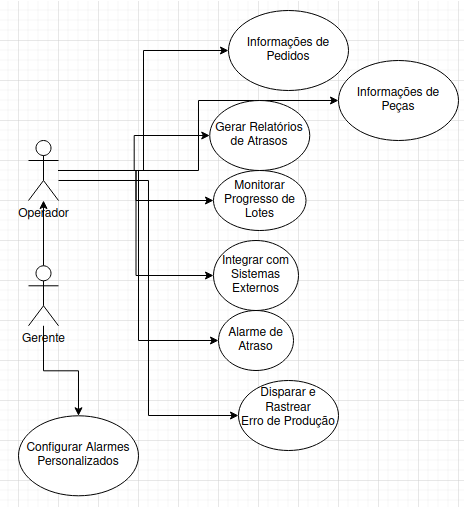 Informações de
Pedidos
Informações de
Peças
Gerar Relatórios
de Atrasos
Monitorar
Progresso de
Lotes
Operador
Integrar com
Sistemas
Externos
Gerente
Alarme de
Atraso
Disparar e
Rastrear
Erro de Produção
Configurar Alarmes
Personalizados